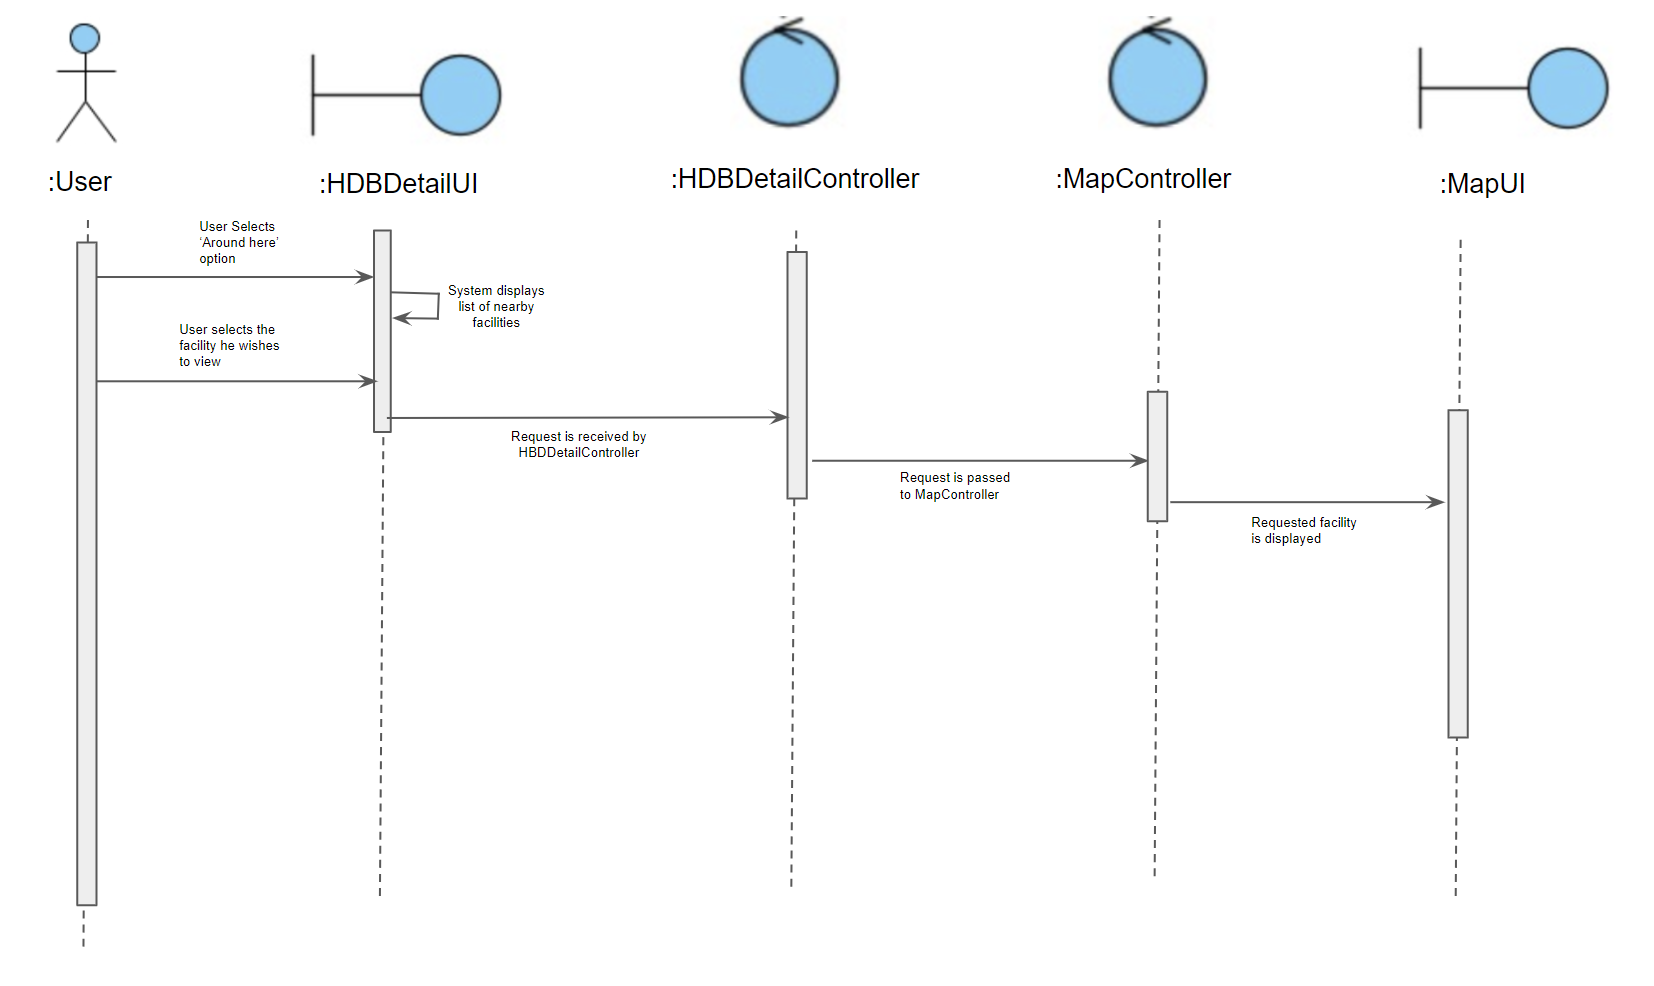 :User
:HDBDetailUI
:HDBDetailController
:MapController
:MapUI
User Selects
‘Around here’
option
System displays
list of nearby
facilities
User selects the
facility he wishes
to view
Request is received by
HBDDetailController
Request is passed
to MapController
Requested facility
is displayed